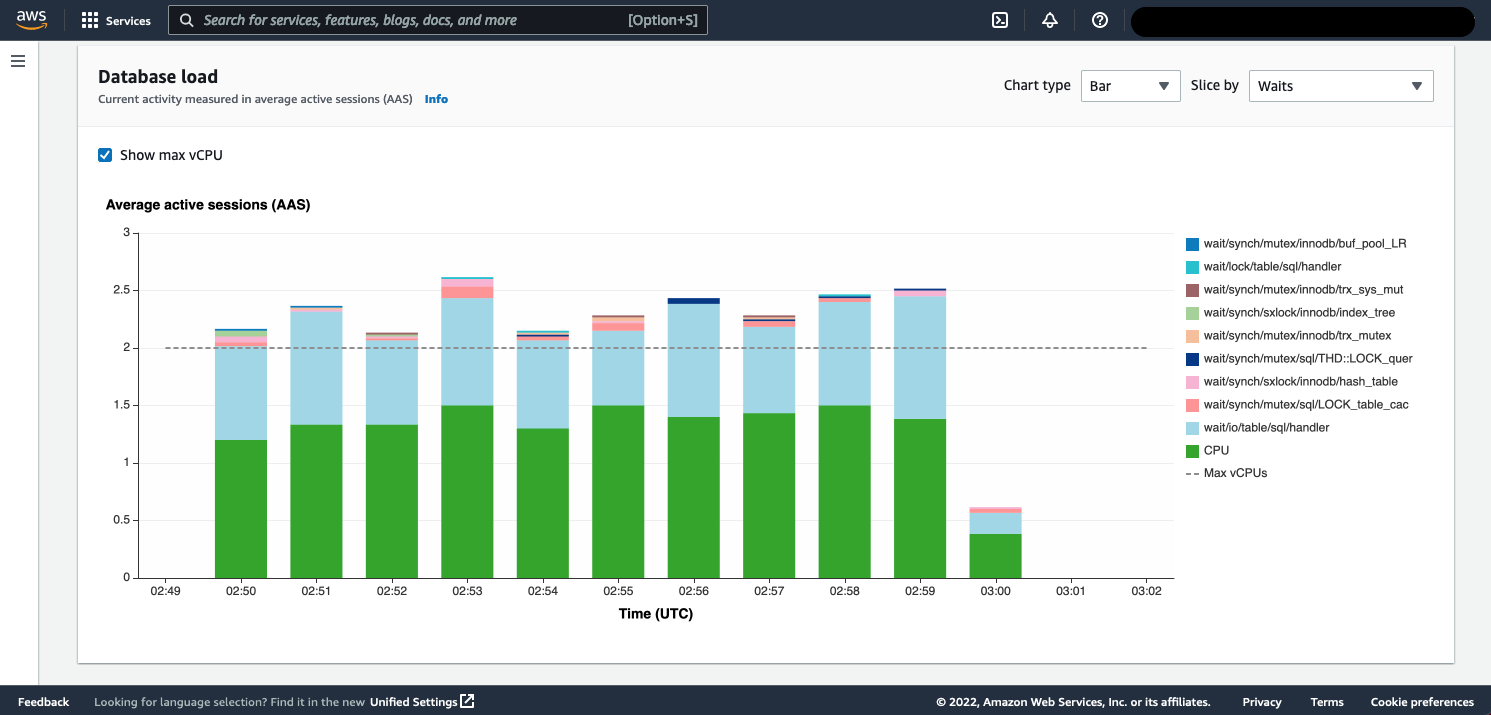 aws
Services
Search for services, features, blogs, docs, and more
[Option+S]
Database load
Current activity measured in average active sessions (AAS) Info
Chart type
Bar
Slice by
Waits
Show max vCPU
Average active sessions (AAS)
3
2.5
2
1.5
1
0.5
0
02:49 02:50 02:51 02:52 02:53 02:54 02:55 02:56 02:57 02:58 02:59 03:00 03:01 03:02
Time (UTC)
wait/synch/mutex/innodb/buf_pool_LR
wait/lock/table/sql/handler
wait/synch/mutex/innodb/trx_sys_mut
wait/synch/sxlock/innodb/index_tree
wait/synch/mutex/innodb/trx_mutex
wait/synch/mutex/sql/THD::LOCK_quer
wait/synch/sxlock/innodb/hash_table
wait/synch/mutex/sql/LOCK_table_cac
wait/io/table/sql/handler
CPU
Max vCPUs
Feedback
Looking for language selection? Find it in the new Unified Settings
© 2022, Amazon Web Services, Inc. or its affiliates.
Privacy
Terms
Cookie preferences